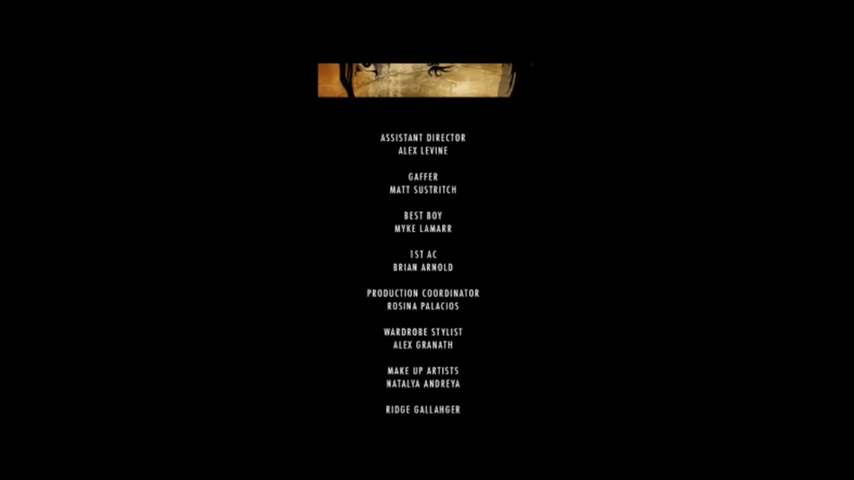 ASSISTANT DIRECTOR
ALEX LEVINE
GAFFER
MATT SUSTRITCH
BEST BOY
MYKE LAMARR
1ST AC
BRIAN ARNOLD
PRODUCTION COORDINATOR
ROSINA PALACIOS
WARDROBE STYLIST
ALEX GRANATH
MAKE UP ARTISTS
NATALYA ANDREYA
RIDGE GALLAHGER